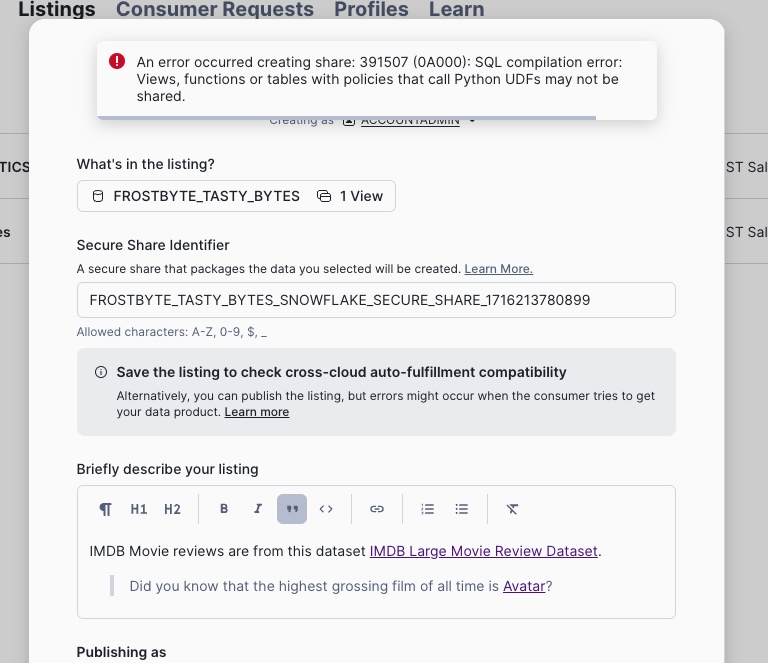 Listings Consumer Requests Profiles Learn
An error occurred creating share: 391507 (0A000): SQL compilation error:
Views, functions or tables with policies that call Python UDFs may not be
shared.
Creating as ACCOUNTADMIN
What's in the listing?
FROSTBYTE_TASTY_BYTES 1 View
TICS
ST Sal
es
ST Sal
Secure Share Identifier
A secure share that packages the data you selected will be created. Learn More.
FROSTBYTE_TASTY_BYTES_SNOWFLAKE_SECURE_SHARE_1716213780899
Allowed characters: A-Z, 0-9, $, _
Save the listing to check cross-cloud auto-fulfillment compatibility
Alternatively, you can publish the listing, but errors might occur when the consumer tries to get
your data product. Learn more
Briefly describe your listing
¶ H1 H2 B I " <>
IMDB Movie reviews are from this dataset IMDB Large Movie Review Dataset.
Did you know that the highest grossing film of all time is Avatar?
Publishing as